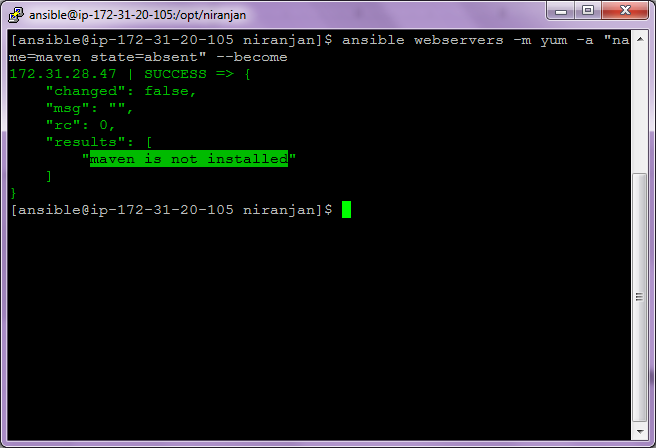 ansible@ip-172-31-20-105:/opt/niranjan
[ansible@ip-172-31-20-105 niranjan]$ ansible webservers -m yum -a "na
me=maven state=absent" --become
172.31.28.47 | SUCCESS => {
    "changed": false,
    "msg": "",
    "rc": 0,
    "results": [
        "maven is not installed"
    ]
}
[ansible@ip-172-31-20-105 niranjan]$